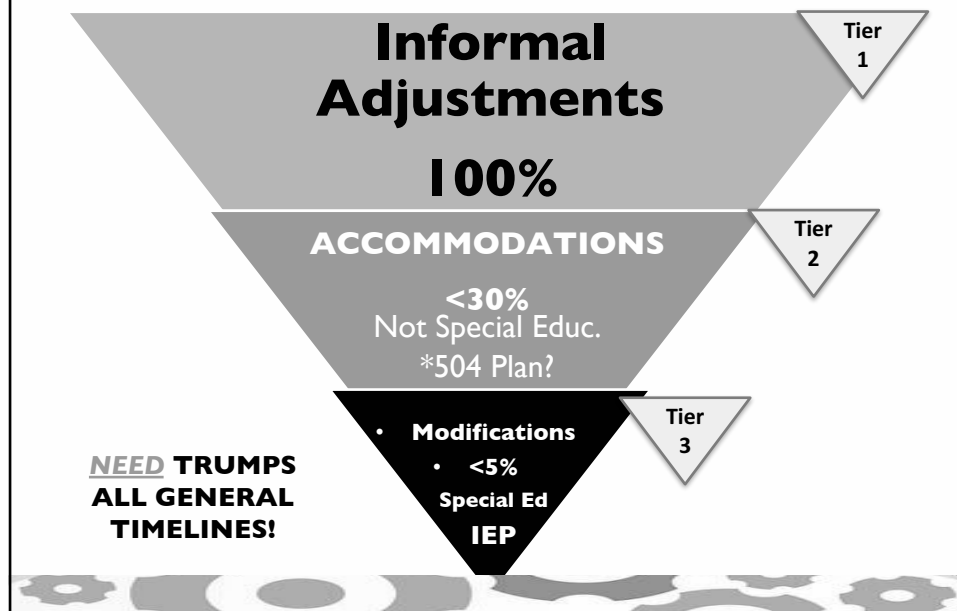 Informal
Adjustments
100%
Tier
1
ACCOMMODATIONS
<30%
Not Special Educ.
*504 Plan?
Tier
2
• Modifications
• <5%
Special Ed
IEP
Tier
3
NEED TRUMPS
ALL GENERAL
TIMELINES!